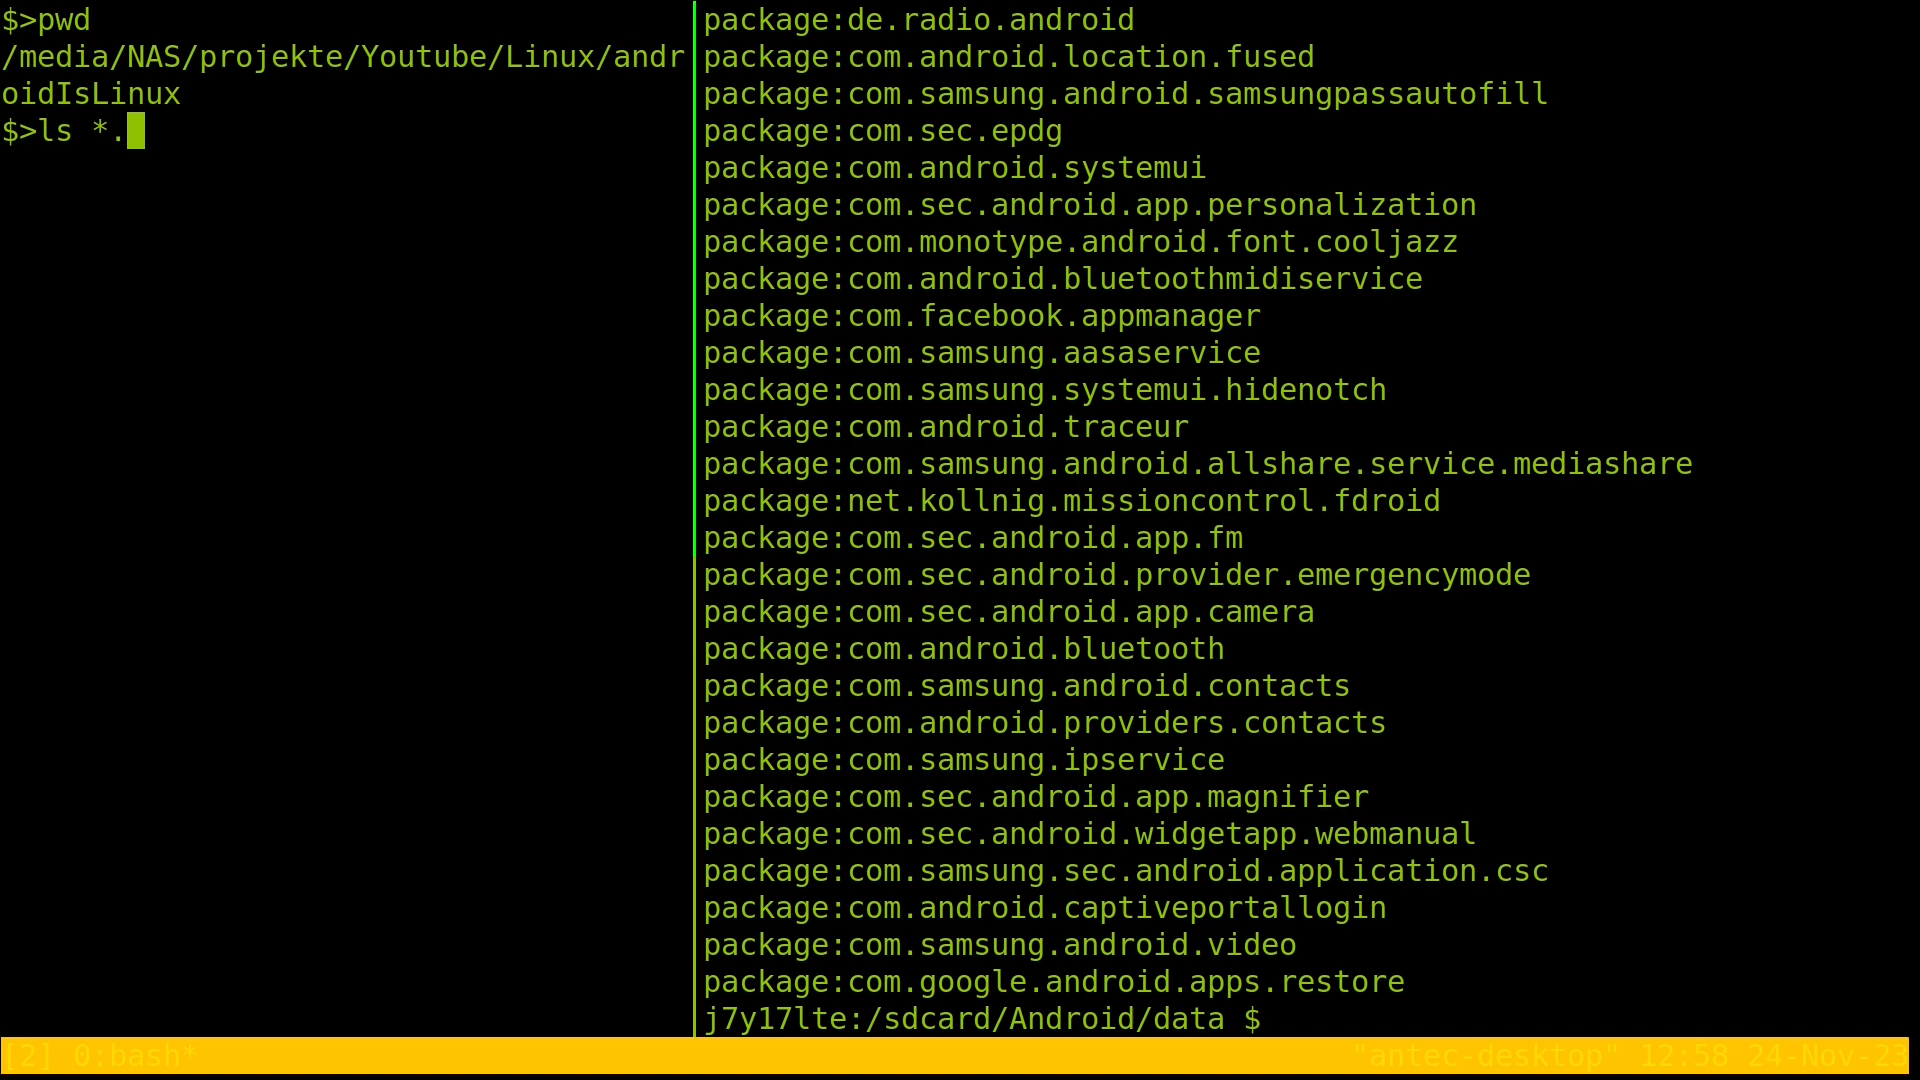 $>pwd
/media/NAS/projekte/Youtube/Linux/andr
oidIsLinux
$>ls *.
package:de.radio.android
package:com.android.location.fused
package:com.samsung.android.samsungpassautofill
package:com.sec.epdg
package:com.android.systemui
package:com.sec.android.app.personalization
package:com.monotype.android.font.cooljazz
package:com.android.bluetoothmidiservice
package:com.facebook.appmanager
package:com.samsung.aasaservice
package:com.samsung.systemui.hidenotch
package:com.android.traceur
package:com.samsung.android.allshare.service.mediashare
package:net.kollnig.missioncontrol.fdroid
package:com.sec.android.app.fm
package:com.sec.android.provider.emergencymode
package:com.sec.android.app.camera
package:com.android.bluetooth
package:com.samsung.android.contacts
package:com.android.providers.contacts
package:com.samsung.ipservice
package:com.sec.android.app.magnifier
package:com.sec.android.widgetapp.webmanual
package:com.samsung.sec.android.application.csc
package:com.android.captiveportallogin
package:com.samsung.android.video
package:com.google.android.apps.restore
j7y17lte:/sdcard/Android/data $
[2] 0:bash* "antec-desktop" 12:58 24-Nov-23